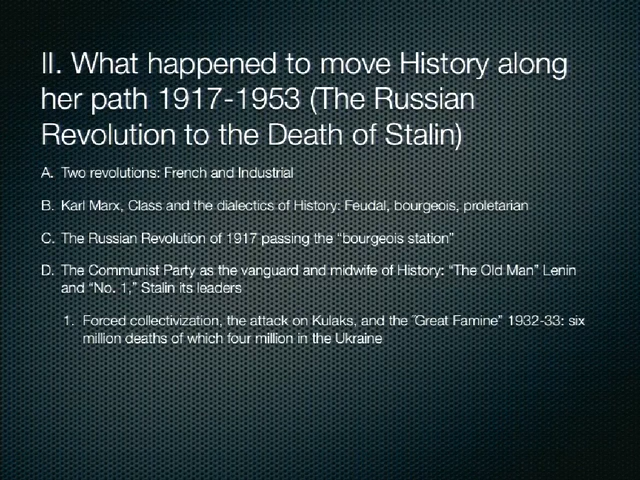 II. What happened to move History along
her path 1917-1953 (The Russian
Revolution to the Death of Stalin)
A. Two revolutions: French and Industrial
B. Karl Marx, Class and the dialectics of History: Feudal, bourgeois, proletarian
C. The Russian Revolution of 1917 passing the “bourgeois station”
D. The Communist Party as the vanguard and midwife of History: “The Old Man” Lenin
and “No. 1,” Stalin its leaders
1. Forced collectivization, the attack on Kulaks, and the “Great Famine” 1932-33: six
million deaths of which four million in the Ukraine